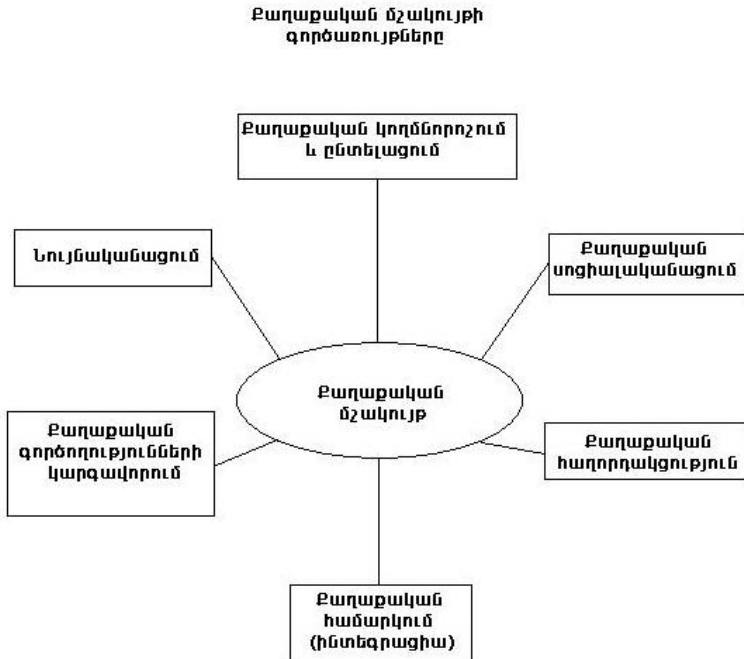 Քաղաքական մշակույթի
գործառույթները
Քաղաքական կողմնորոշում
և ընտելացում
Նույնականացում
Քաղաքական
սոցիալականացում
Քաղաքական
մշակույթ
Քաղաքական
գործողությունների
կարգավորում
Քաղաքական
հաղորդակցություն
Քաղաքական
համարկում
(ինտեգրացիա)